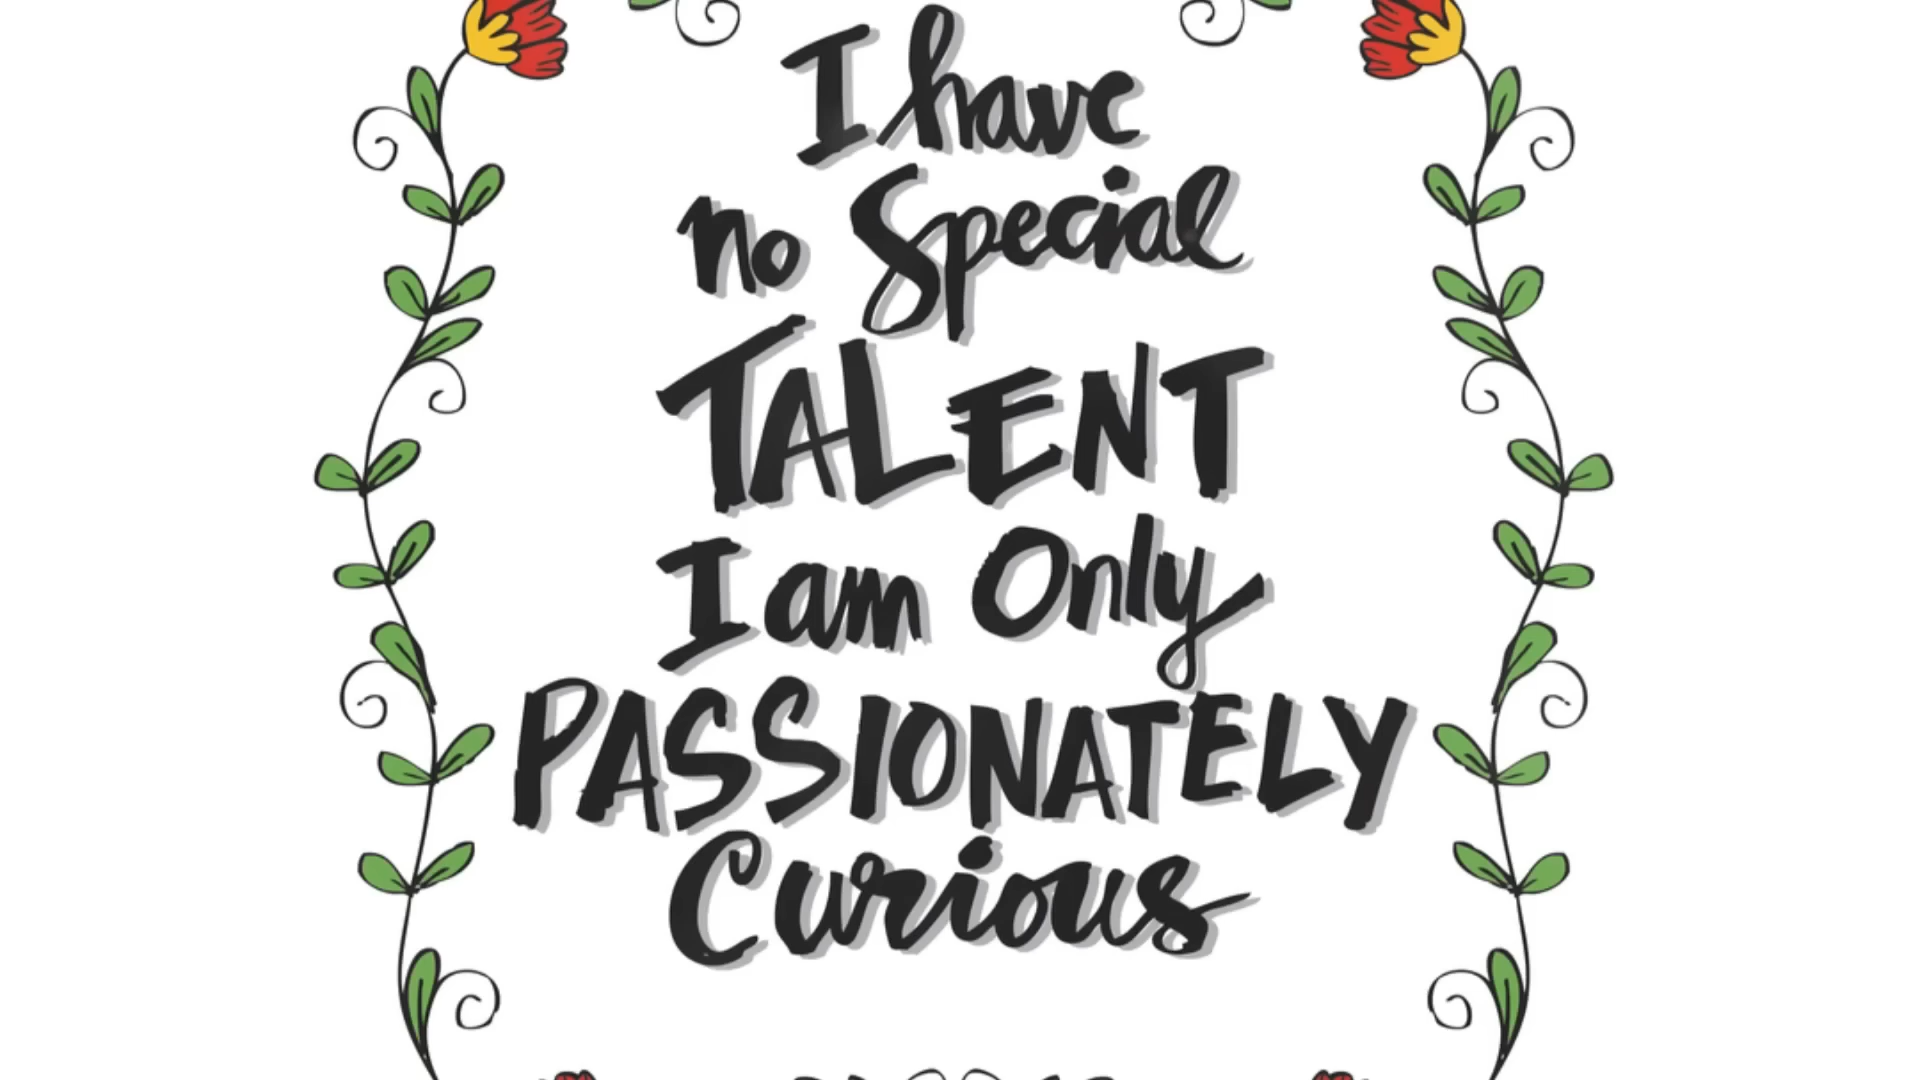 I have
no Special
TALENT
I am Only
PASSIONATELY
Curious